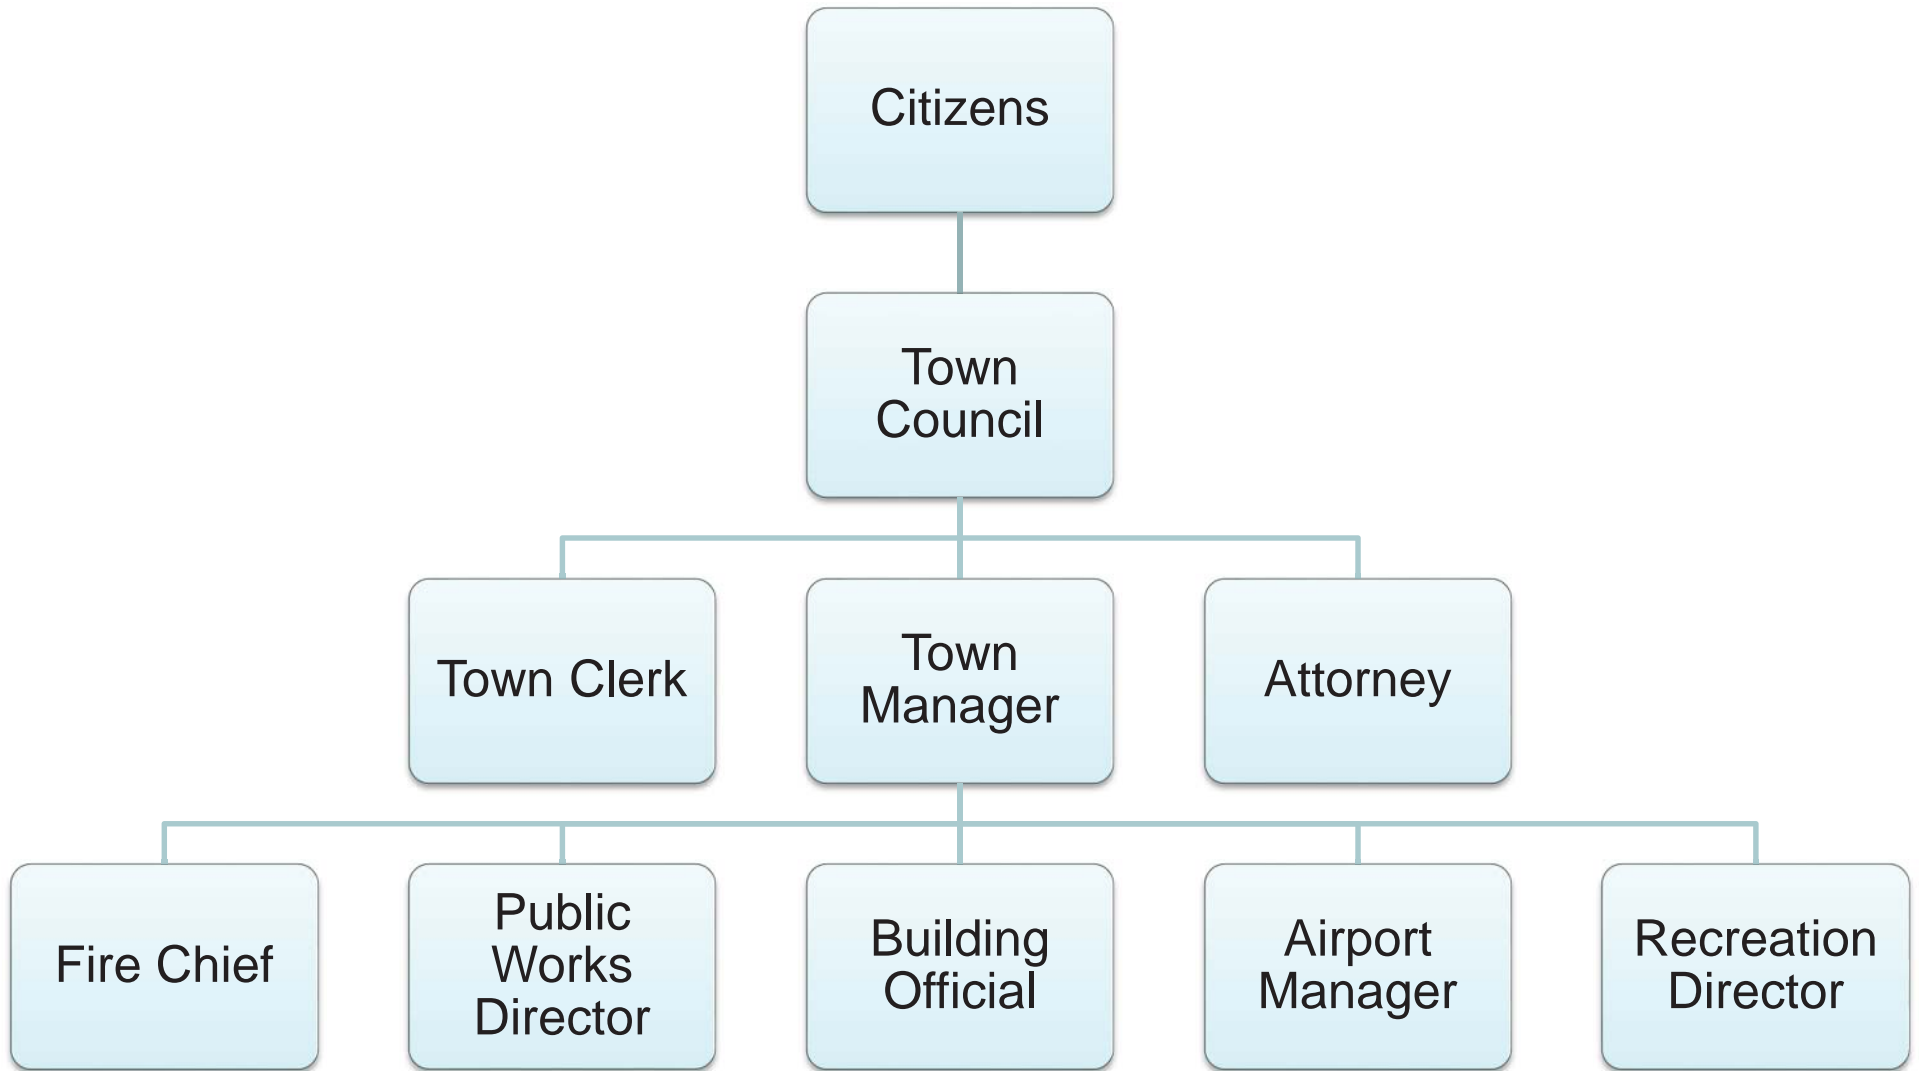 Citizens
Town
Council
Town Clerk
Town
Manager
Attorney
Fire Chief
Public
Works
Director
Building
Official
Airport
Manager
Recreation
Director